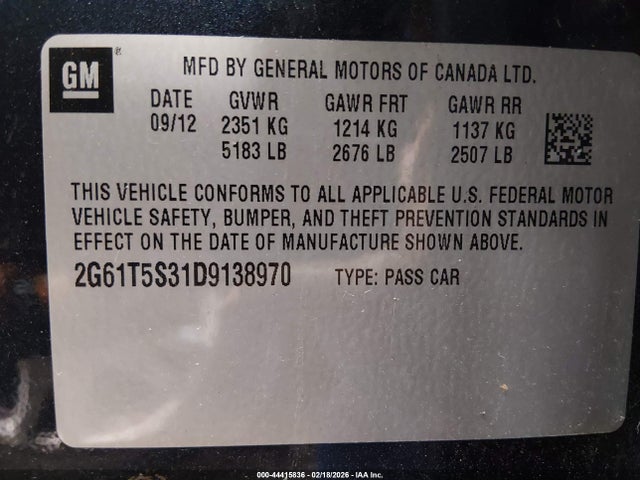 GM ®
MFD BY GENERAL MOTORS OF CANADA LTD.
DATE GVWR GAWR FRT GAWR RR
09/12 2351 KG 1214 KG 1137 KG
5183 LB 2676 LB 2507 LB
THIS VEHICLE CONFORMS TO ALL APPLICABLE U.S. FEDERAL MOTOR
VEHICLE SAFETY, BUMPER, AND THEFT PREVENTION STANDARDS IN
EFFECT ON THE DATE OF MANUFACTURE SHOWN ABOVE.
2G61T5S31D9138970 TYPE: PASS CAR
000-44415836 - 02/18/2026 - IAA Inc.